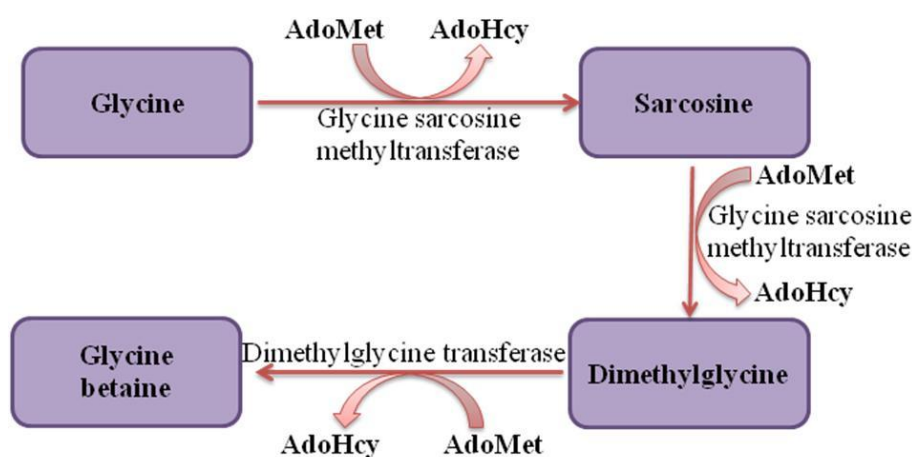 AdoMet AdoHcy
Glycine
Sarcosine
Glycine sarcosine
methyltransferase
AdoMet
Glycine sarcosine
methyltransferase
AdoHcy
Dimethylglycine
Dimethylglycine transferase
Glycine
betaine
AdoHcy AdoMet